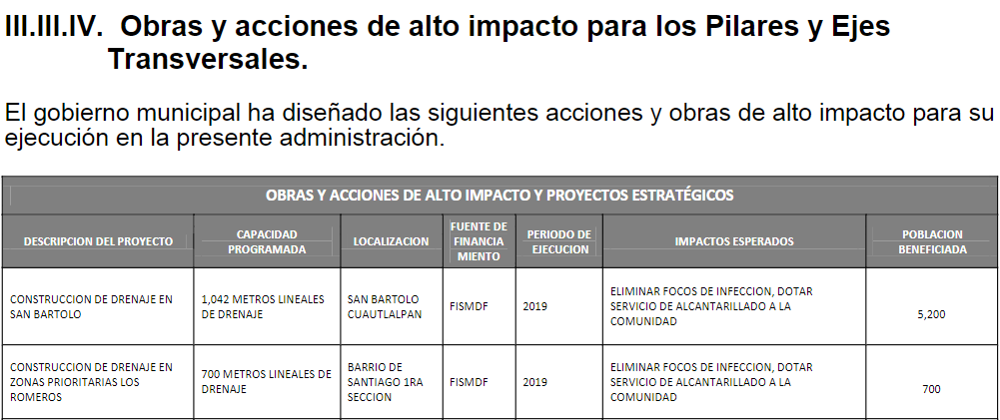 III.III.IV. Obras y acciones de alto impacto para los Pilares y Ejes
Transversales.
El gobierno municipal ha diseñado las siguientes acciones y obras de alto impacto para su
ejecución en la presente administración.
OBRAS Y ACCIONES DE ALTO IMPACTO Y PROYECTOS ESTRATÉGICOS
DESCRIPCION DEL PROYECTO
CAPACIDAD
PROGRAMADA
LOCALIZACION
FUENTE DE
FINANCIA
MIENTO
PERIODO DE
EJECUCION
IMPACTOS ESPERADOS
POBLACION
BENEFICIADA
CONSTRUCCION DE DRENAJE EN
SAN BARTOLO
1,042 METROS LINEALES
DE DRENAJE
SAN BARTOLO
CUAUTLALPAN
FISMDF
2019
ELIMINAR FOCOS DE INFECCION, DOTAR
SERVICIO DE ALCANTARILLADO A LA
COMUNIDAD
5,200
CONSTRUCCION DE DRENAJE EN
ZONAS PRIORITARIAS LOS
ROMEROS
700 METROS LINEALES DE
DRENAJE
BARRIO DE
SANTIAGO 1RA
SECCION
FISMDF
2019
ELIMINAR FOCOS DE INFECCION, DOTAR
SERVICIO DE ALCANTARILLADO A LA
COMUNIDAD
700